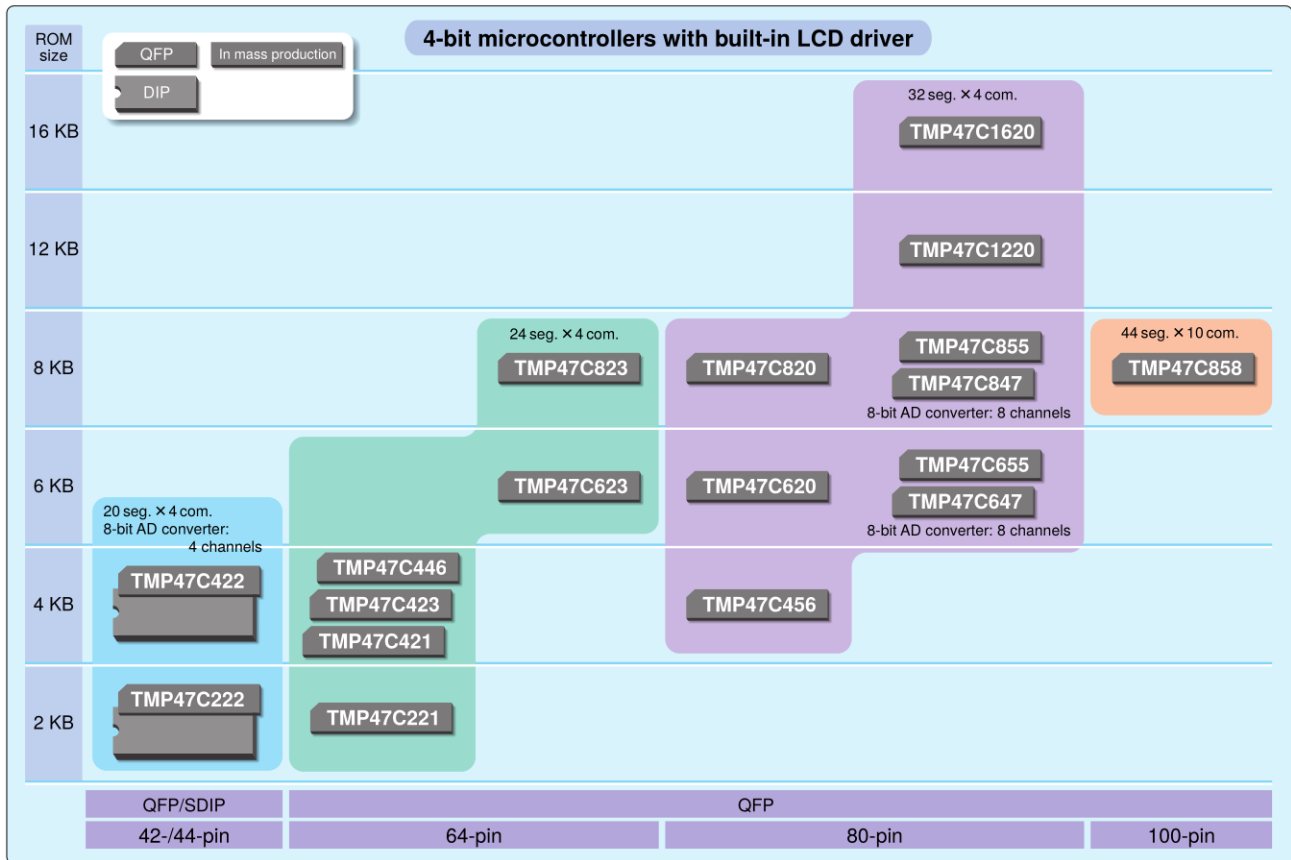 4-bit microcontrollers with built-in LCD driver
ROM
size
QFP
In mass production
DIP
16 KB
32 seg. × 4 com.
TMP47C1620
12 KB
TMP47C1220
8 KB
24 seg. × 4 com.
TMP47C823
TMP47C820
TMP47C855
TMP47C847
8-bit AD converter: 8 channels
44 seg. × 10 com.
TMP47C858
6 KB
TMP47C623
TMP47C620
TMP47C655
TMP47C647
8-bit AD converter: 8 channels
20 seg. × 4 com.
8-bit AD converter:
4 channels
4 KB
TMP47C422
TMP47C446
TMP47C423
TMP47C421
TMP47C456
2 KB
TMP47C222
TMP47C221
QFP/SDIP
QFP
42-/44-pin
64-pin
80-pin
100-pin